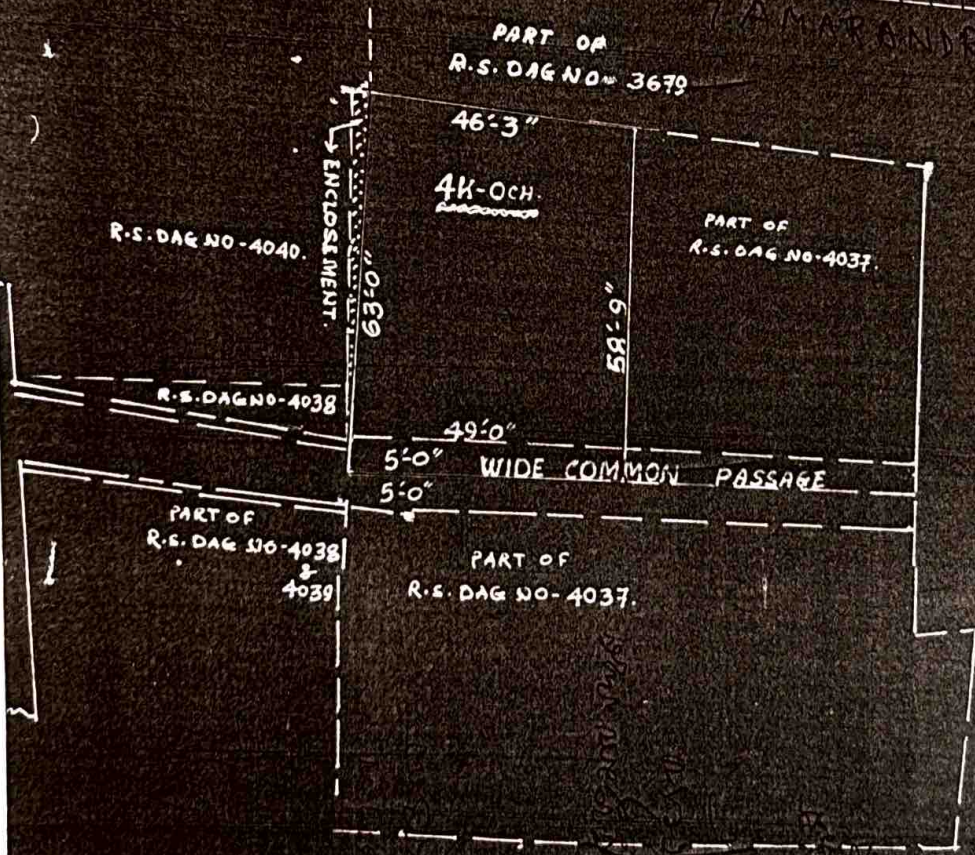 PART OF
R.S. DAG NO- 3679
46'-3"
4K-0CH.
ENCLOSEMENT.
R.S. DAG NO-4040.
63'-0"
58'-9"
PART OF
R.S. DAG NO-4037.
R.S. DAG NO-4038
49'-0"
5'-0" WIDE COMMON PASSAGE
5'-0"
PART OF
R.S. DAG NO-4038
&
4039
PART OF
R.S. DAG NO-4037.